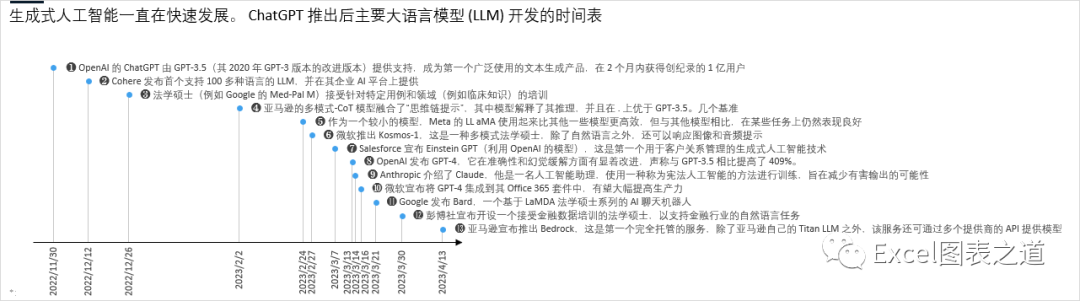 生成式人工智能一直在快速发展。 ChatGPT 推出后主要大语言模型 (LLM) 开发的时间表
❶ OpenAI 的 ChatGPT 由 GPT-3.5（其 2020 年 GPT-3 版本的改进版本）提供支持，成为第一个广泛使用的文本生成产品，在 2 个月内获得创纪录的 1 亿用户
❷ Cohere 发布首个支持 100 多种语言的 LLM，并在其企业 AI 平台上提供
❸ 法学硕士（例如 Google 的 Med-Pal M）接受针对特定用例和领域（例如临床知识）的培训
❹ 亚马逊的多模式-CoT 模型融合了“思维链提示”，其中模型解释了其推理，并且在 , 上优于 GPT-3.5。几个基准
❺ 作为一个较小的模型，Meta 的 LL aMA 使用起来比其他一些模型更高效，但与其他模型相比，在某些任务上仍然表现良好
❻ 微软推出 Kosmos-1，这是一种多模式法学硕士，除了自然语言之外，还可以响应图像和音频提示
❼ Salesforce 宣布 Einstein GPT（利用 OpenAI 的模型），这是第一个用于客户关系管理的生成式人工智能技术
❽ OpenAI 发布 GPT-4，它在准确性和幻觉缓解方面有显着改进，声称与 GPT-3.5 相比提高了 409%。
❾ Anthropic 介绍了 Claude，他是一名人工智能助理，使用一种称为宪法人工智能的方法进行训练，旨在减少有害输出的可能性
❿ 微软宣布将 GPT-4 集成到其 Office 365 套件中，有望大幅提高生产力
⓫ Google 发布 Bard，一个基于 LaMDA 法学硕士系列的 AI 聊天机器人
⓬ 彭博社宣布开设一个接受金融数据培训的法学硕士，以支持金融行业的自然语言任务
⓭ 亚马逊宣布推出 Bedrock，这是第一个完全托管的服务，除了亚马逊自己的 Titan LLM 之外，该服务还可通过多个提供商的 API 提供模型
2022/11/30
2022/12/12
2022/12/26
2023/2/2
2023/2/24
2023/2/27
2023/3/7
2023/3/13
2023/3/14
2023/3/16
2023/3/21
2023/3/30
2023/4/13
Excel图表之道